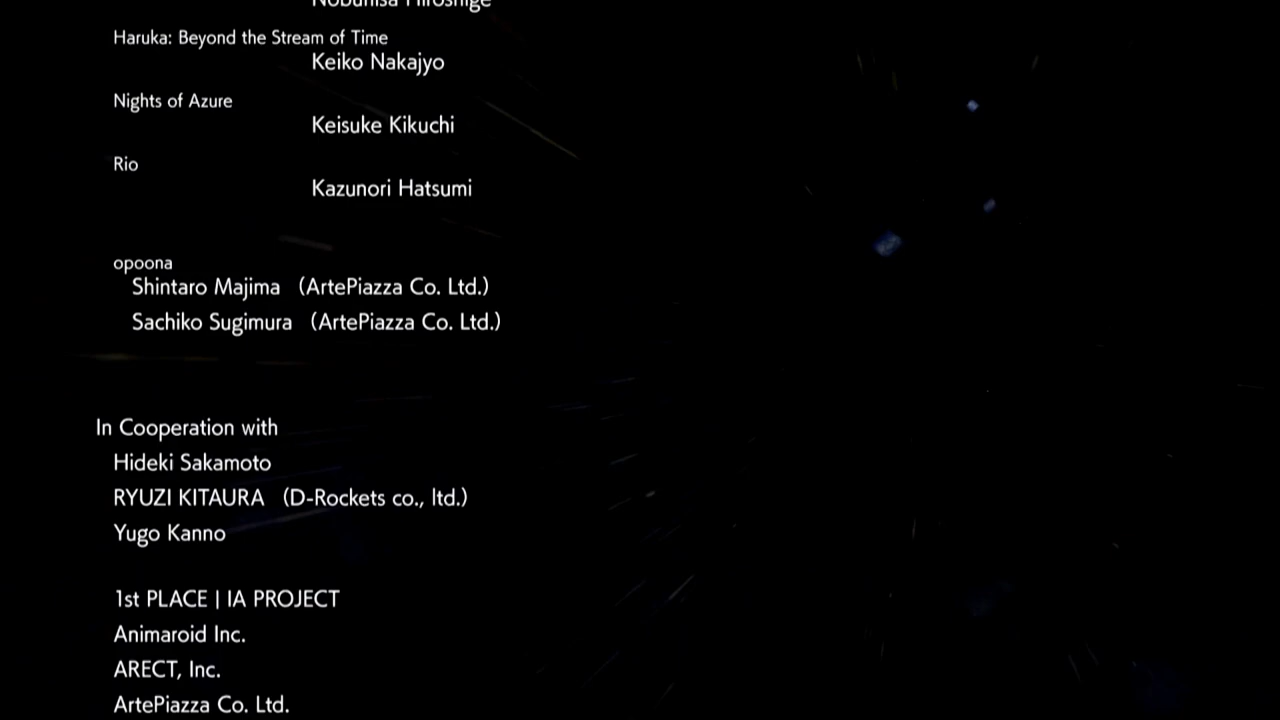 Nobuhisa Hiroshige
Haruka: Beyond the Stream of Time
Keiko Nakajyo
Nights of Azure
Keisuke Kikuchi
Rio
Kazunori Hatsumi
opoona
Shintaro Majima (ArtePiazza Co. Ltd.)
Sachiko Sugimura (ArtePiazza Co. Ltd.)
In Cooperation with
Hideki Sakamoto
RYUZI KITAURA (D-Rockets co., ltd.)
Yugo Kanno
1st PLACE | IA PROJECT
Animaroid Inc.
ARECT, Inc.
ArtePiazza Co. Ltd.